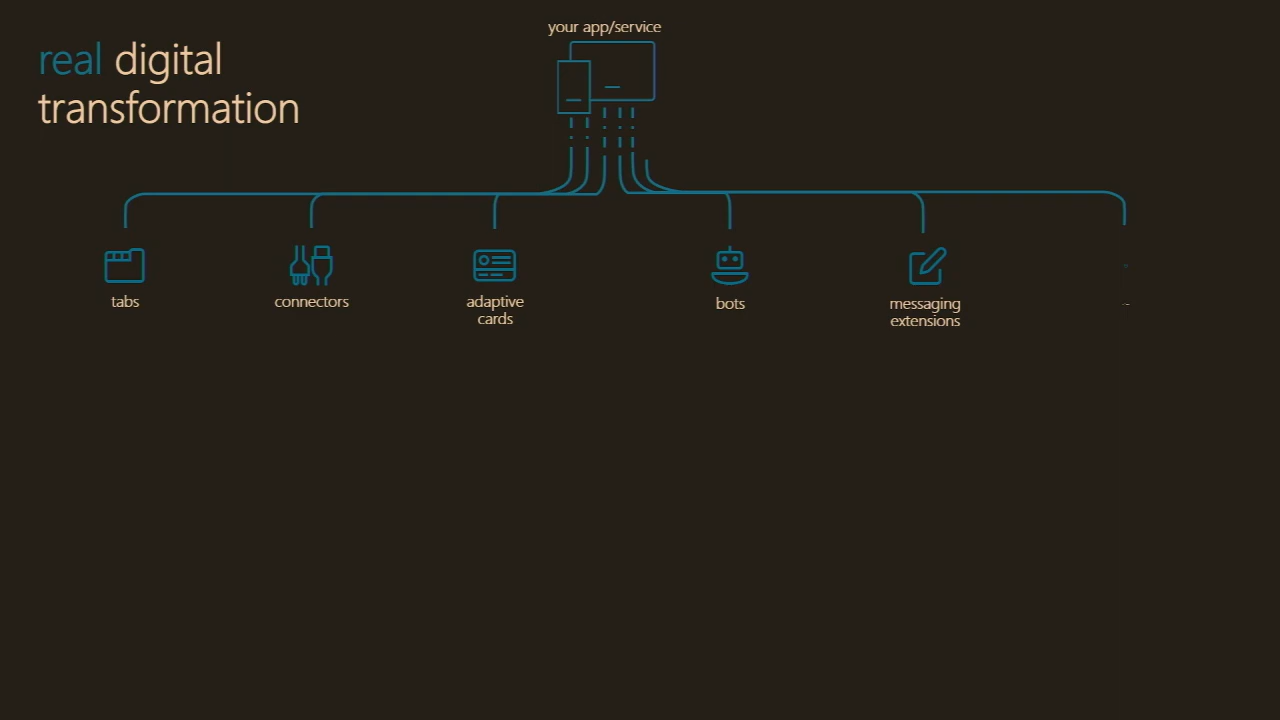 your app/service
real digital
transformation
tabs
connectors
adaptive
cards
bots
messaging
extensions